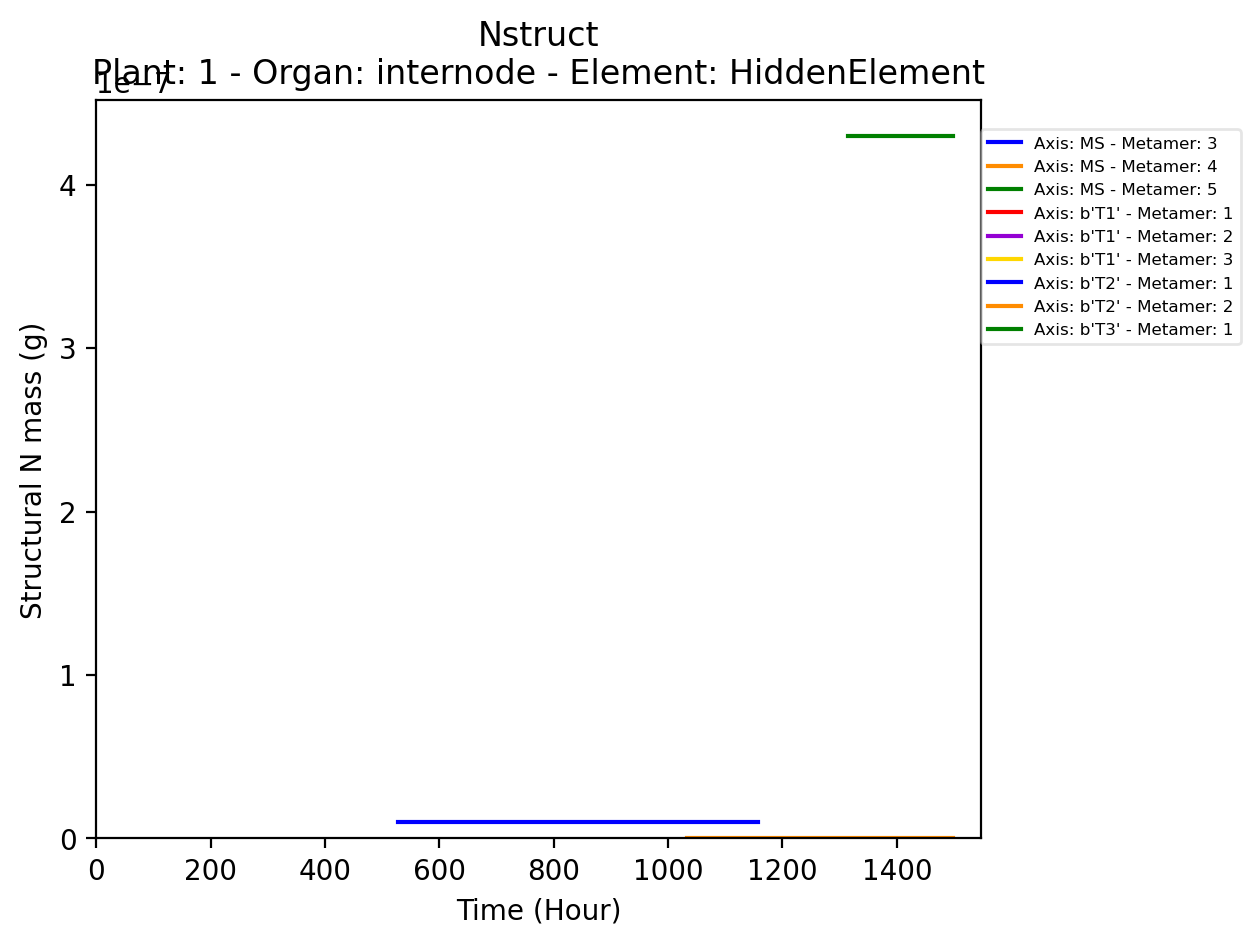 Nstruct
Plant: 1 - Organ: internode - Element: HiddenElement
1e−7
4
3
2
1
0
Structural N mass (g)
0 200 400 600 800 1000 1200 1400
Time (Hour)
Axis: MS - Metamer: 3
Axis: MS - Metamer: 4
Axis: MS - Metamer: 5
Axis: b'T1' - Metamer: 1
Axis: b'T1' - Metamer: 2
Axis: b'T1' - Metamer: 3
Axis: b'T2' - Metamer: 1
Axis: b'T2' - Metamer: 2
Axis: b'T3' - Metamer: 1